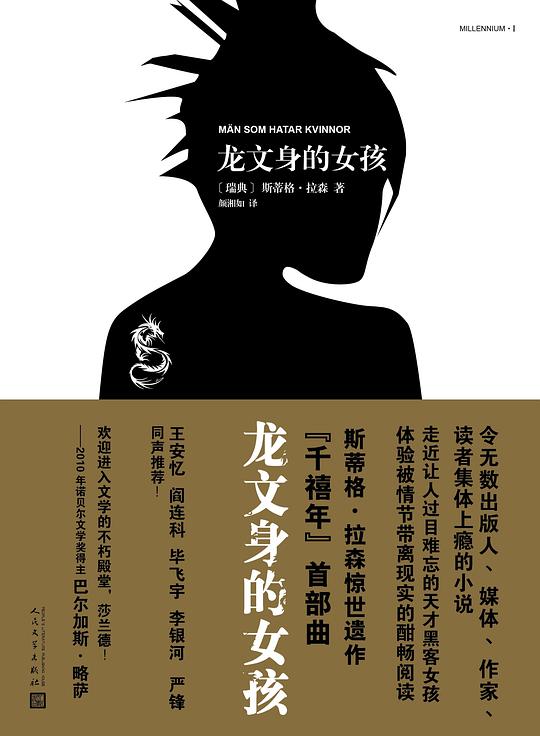 MILLENNIUM · I
MÄN SOM HATAR KVINNOR
龙文身的女孩
［瑞典］ 斯蒂格·拉森 著
颜湘如 译
令无数出版人、媒体、作家、
读者集体上瘾的小说
走近让人过目难忘的天才黑客女孩
体验被情节带离现实的酣畅阅读
斯蒂格·拉森惊世遗作
『千禧年』首部曲
龙文身的女孩
王安忆 阎连科 毕飞宇 李银河 严锋
同声推荐！
欢迎进入文学的不朽殿堂，莎兰德！
——2010 年诺贝尔文学奖得主 巴尔加斯·略萨
人民文学出版社